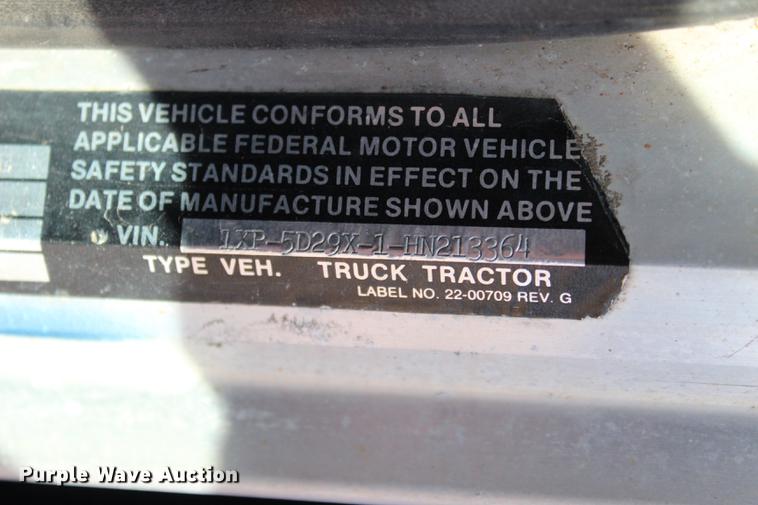 THIS VEHICLE CONFORMS TO ALL
APPLICABLE FEDERAL MOTOR VEHICLE
SAFETY STANDARDS IN EFFECT ON THE
DATE OF MANUFACTURE SHOWN ABOVE
VIN. 1XP-5D29X-1-HN213364
TYPE VEH. TRUCK TRACTOR
LABEL NO. 22-00709 REV. G
Purple Wave Auction